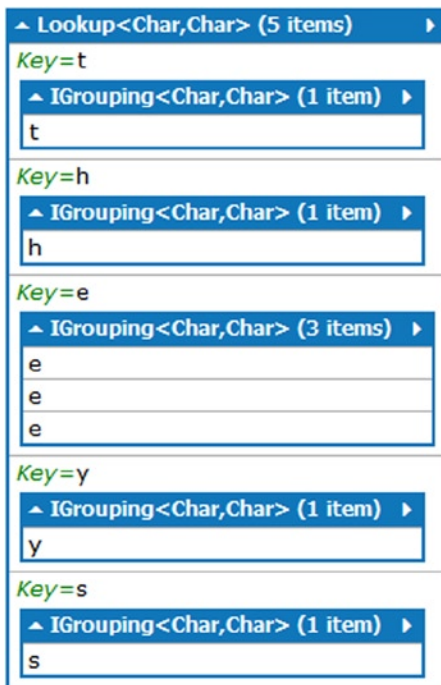 Lookup<Char,Char> (5 items)
Key=t
IGrouping<Char,Char> (1 item)
t
Key=h
IGrouping<Char,Char> (1 item)
h
Key=e
IGrouping<Char,Char> (3 items)
e
e
e
Key=y
IGrouping<Char,Char> (1 item)
y
Key=s
IGrouping<Char,Char> (1 item)
s